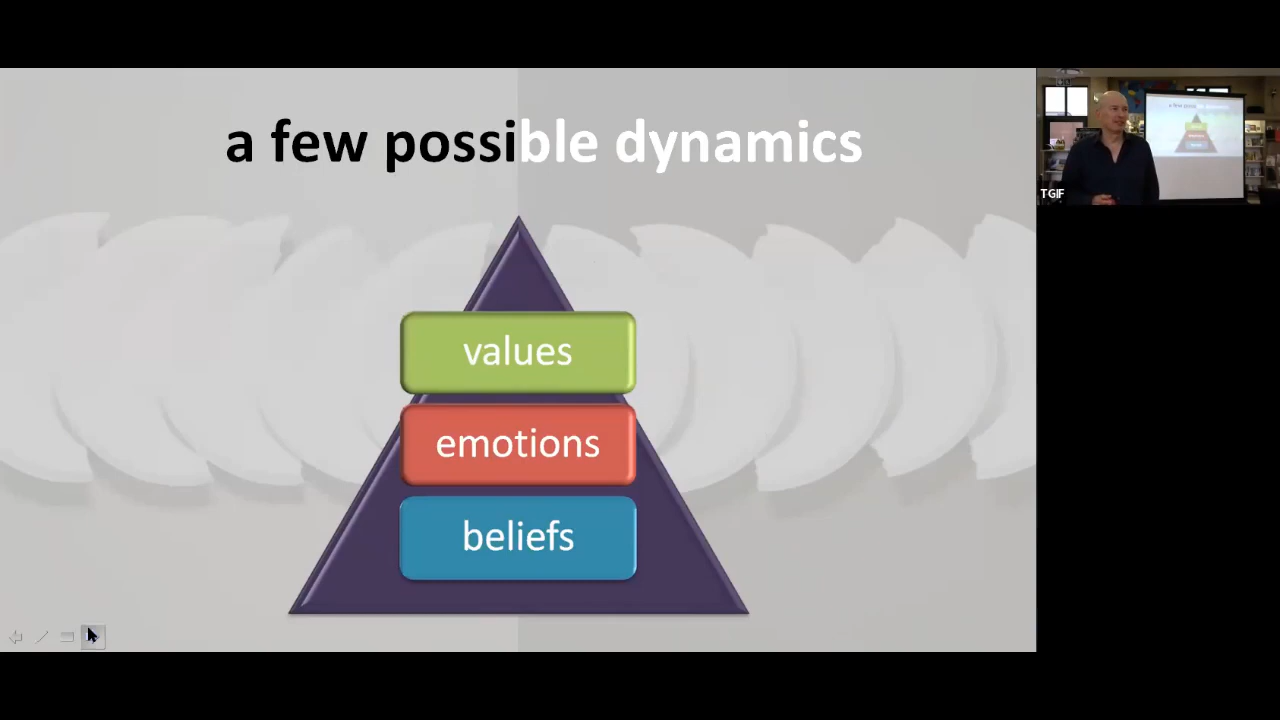 a few possible dynamics
values
emotions
beliefs
TGIF